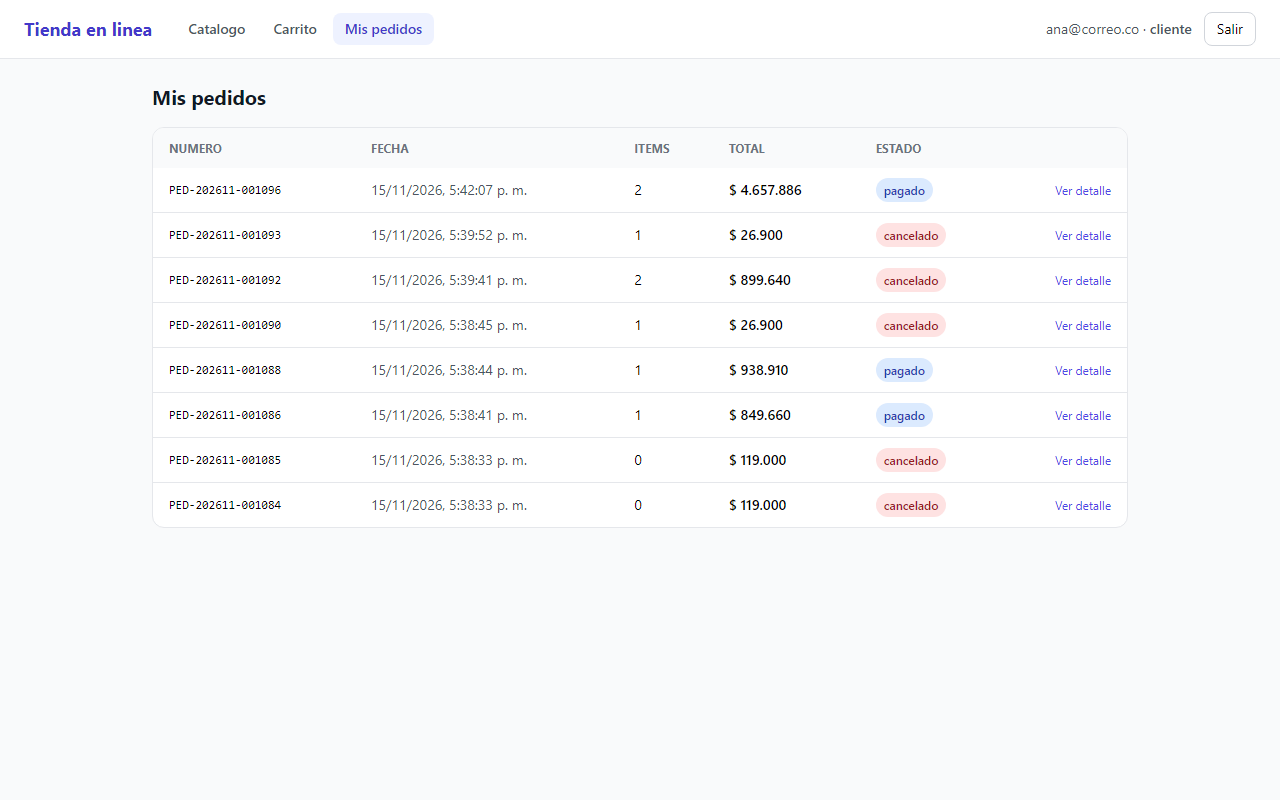 Tienda en linea Catalogo Carrito Mis pedidos ana@correo.co · cliente Salir
Mis pedidos
NUMERO FECHA ITEMS TOTAL ESTADO
PED-202611-001096 15/11/2026, 5:42:07 p. m. 2 $ 4.657.886 pagado Ver detalle
PED-202611-001093 15/11/2026, 5:39:52 p. m. 1 $ 26.900 cancelado Ver detalle
PED-202611-001092 15/11/2026, 5:39:41 p. m. 2 $ 899.640 cancelado Ver detalle
PED-202611-001090 15/11/2026, 5:38:45 p. m. 1 $ 26.900 cancelado Ver detalle
PED-202611-001088 15/11/2026, 5:38:44 p. m. 1 $ 938.910 pagado Ver detalle
PED-202611-001086 15/11/2026, 5:38:41 p. m. 1 $ 849.660 pagado Ver detalle
PED-202611-001085 15/11/2026, 5:38:33 p. m. 0 $ 119.000 cancelado Ver detalle
PED-202611-001084 15/11/2026, 5:38:33 p. m. 0 $ 119.000 cancelado Ver detalle